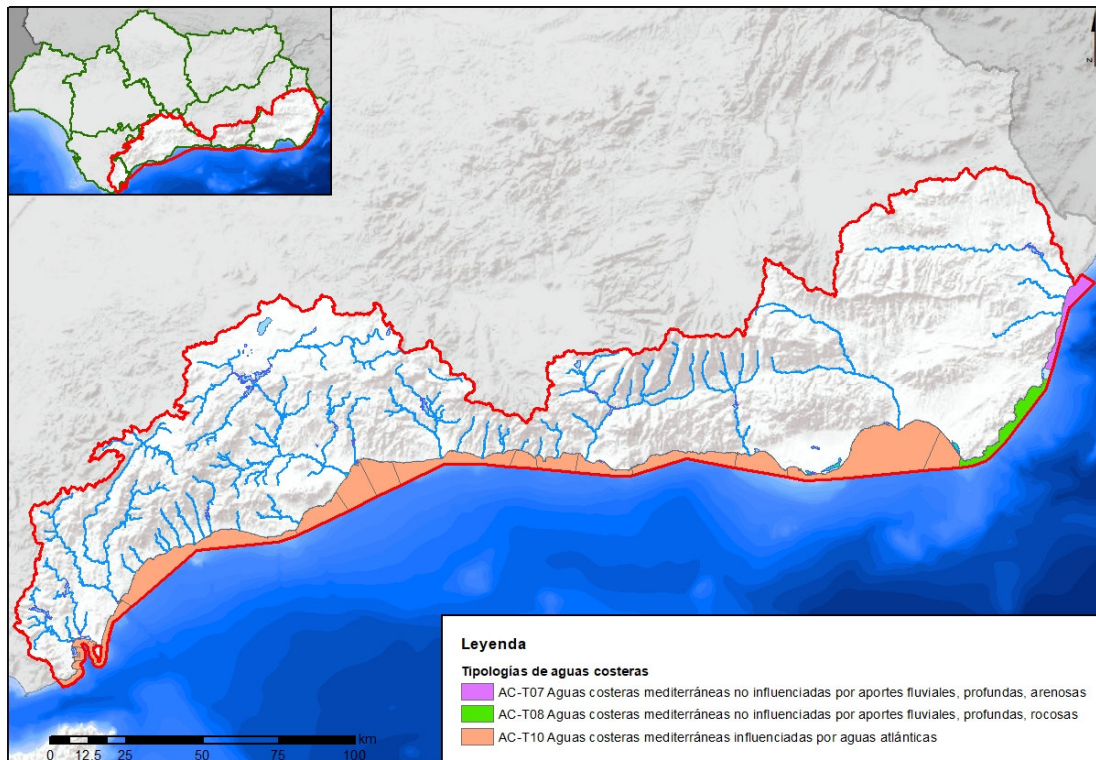 N
Leyenda
Tipologías de aguas costeras
AC-T07 Aguas costeras mediterráneas no influenciadas por aportes fluviales, profundas, arenosas
AC-T08 Aguas costeras mediterráneas no influenciadas por aportes fluviales, profundas, rocosas
AC-T10 Aguas costeras mediterráneas influenciadas por aguas atlánticas
km
0 12,5 25 50 75 100